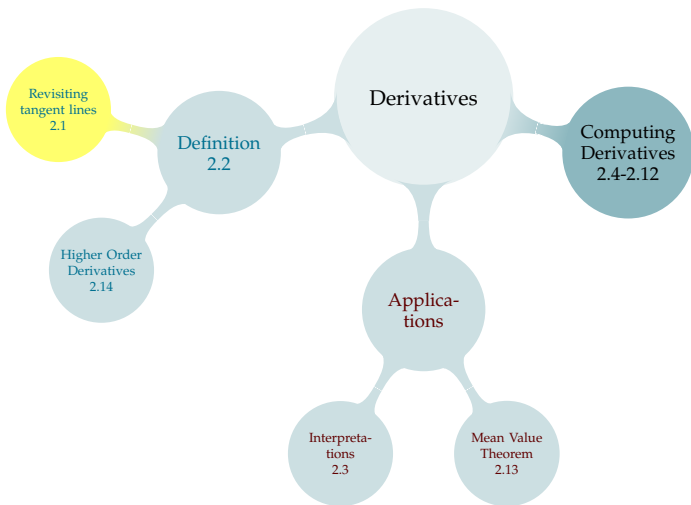 Derivatives
Revisiting
tangent lines
2.1
Definition
2.2
Computing
Derivatives
2.4-2.12
Higher Order
Derivatives
2.14
Applica-
tions
Interpreta-
tions
2.3
Mean Value
Theorem
2.13